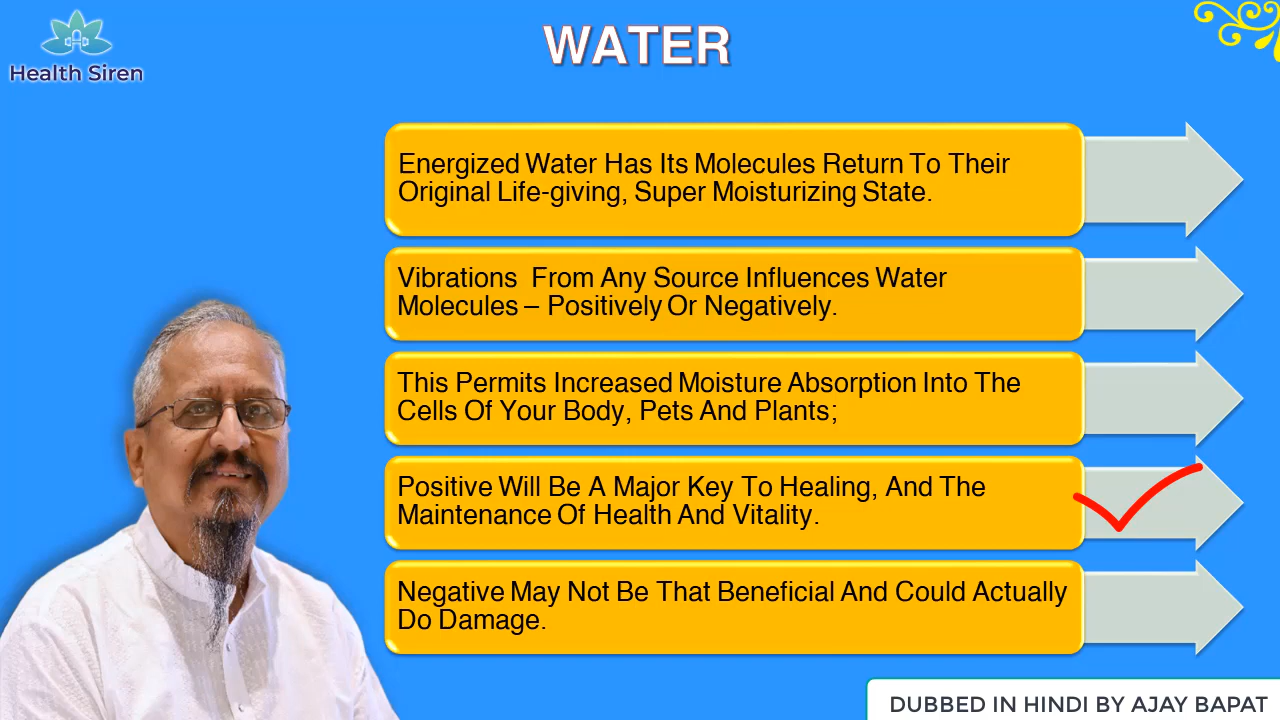 Health Siren
WATER
Energized Water Has Its Molecules Return To Their
Original Life-giving, Super Moisturizing State.
Vibrations  From Any Source Influences Water
Molecules – Positively Or Negatively.
This Permits Increased Moisture Absorption Into The
Cells Of Your Body, Pets And Plants;
Positive Will Be A Major Key To Healing, And The
Maintenance Of Health And Vitality.
Negative May Not Be That Beneficial And Could Actually
Do Damage.
DUBBED IN HINDI BY AJAY BAPAT